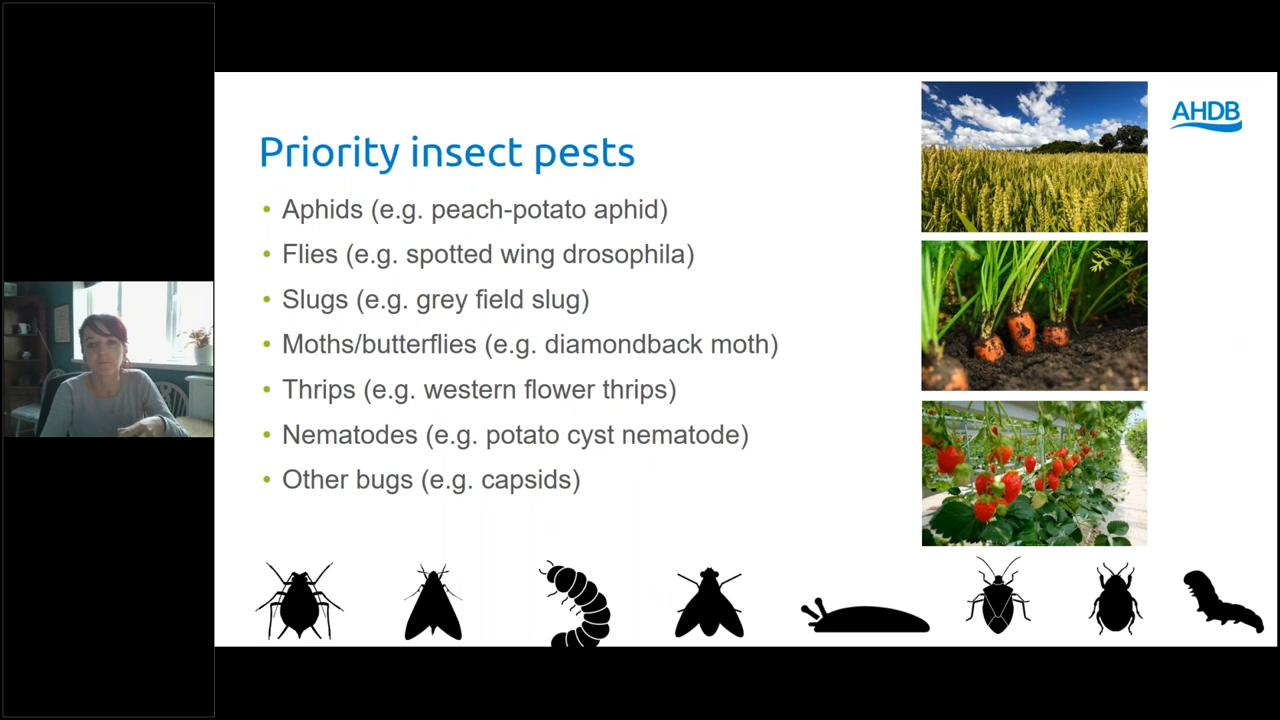 AHDB
Priority insect pests
• Aphids (e.g. peach-potato aphid)
• Flies (e.g. spotted wing drosophila)
• Slugs (e.g. grey field slug)
• Moths/butterflies (e.g. diamondback moth)
• Thrips (e.g. western flower thrips)
• Nematodes (e.g. potato cyst nematode)
• Other bugs (e.g. capsids)